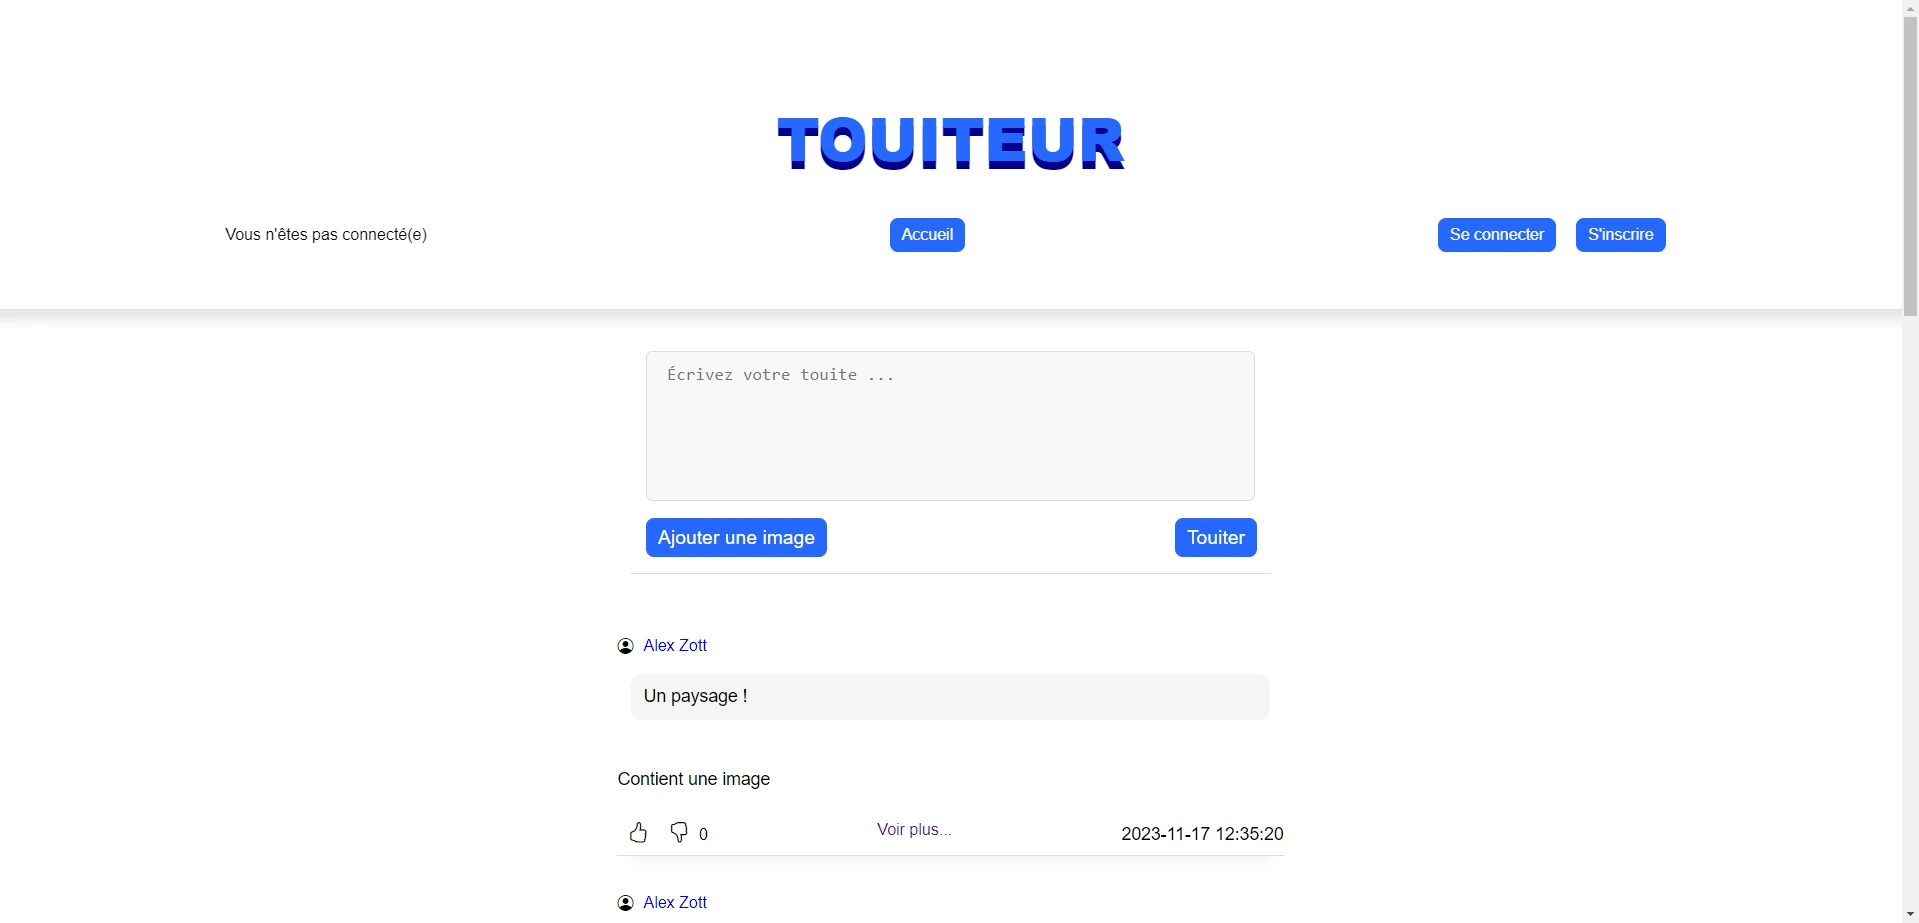 TOUITEUR
Vous n'êtes pas connecté(e)
Accueil
Se connecter
S'inscrire
Écrivez votre touite ...
Ajouter une image
Touiter
Alex Zott
Un paysage !
Contient une image
0
Voir plus...
2023-11-17 12:35:20
Alex Zott